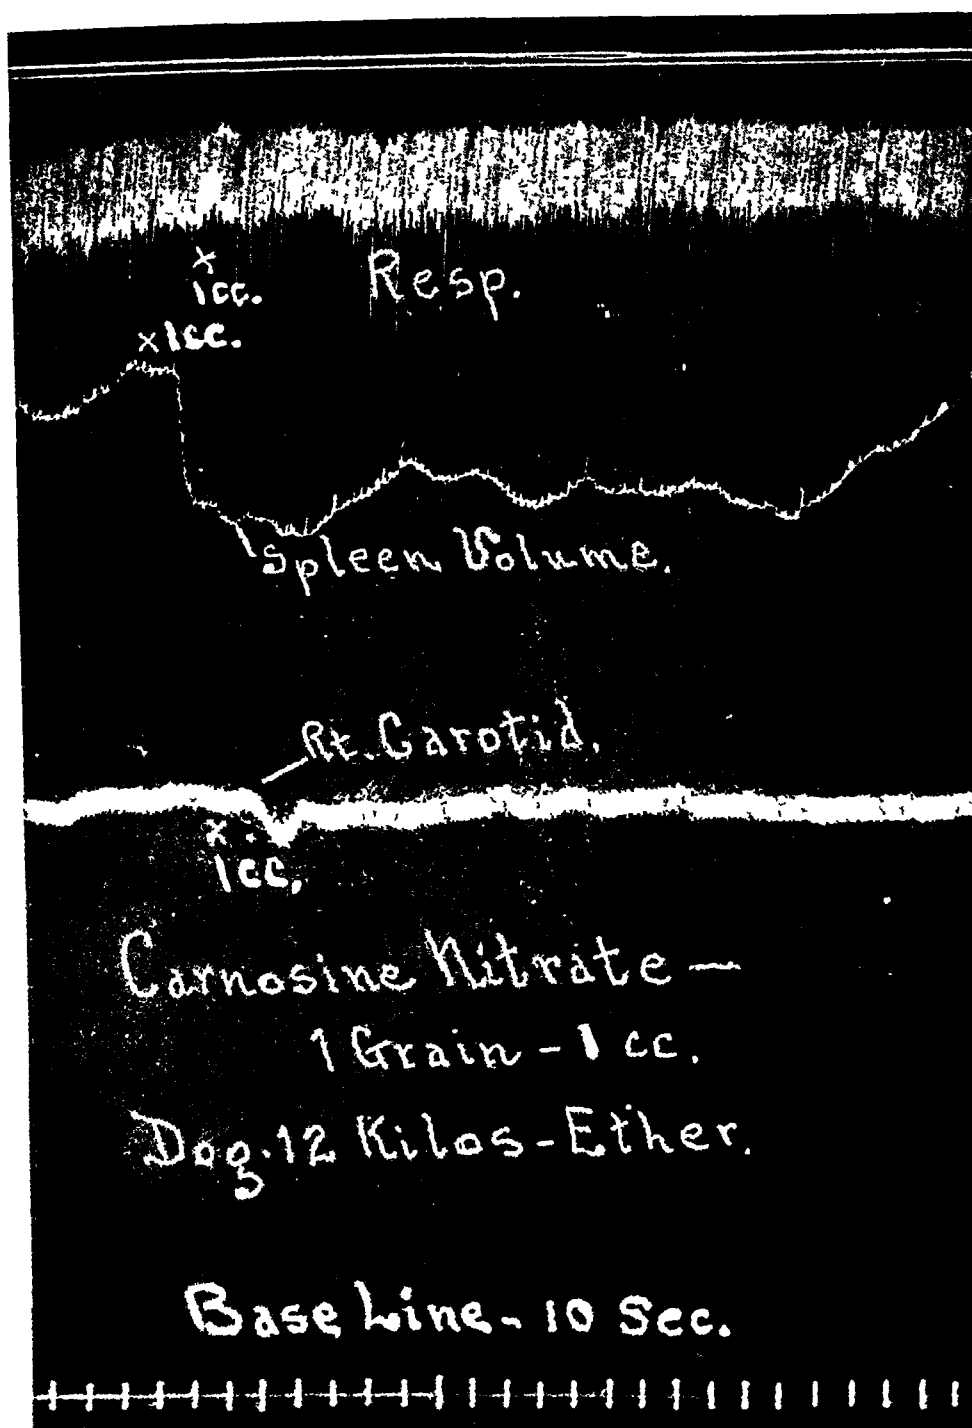 x
1cc.
Resp.
x 1cc.
Spleen Volume.
Rt. Carotid.
x
1cc.
Carnosine Nitrate —
1 Grain - 1 cc.
Dog. 12 Kilos - Ether.
Base Line - 10 Sec.